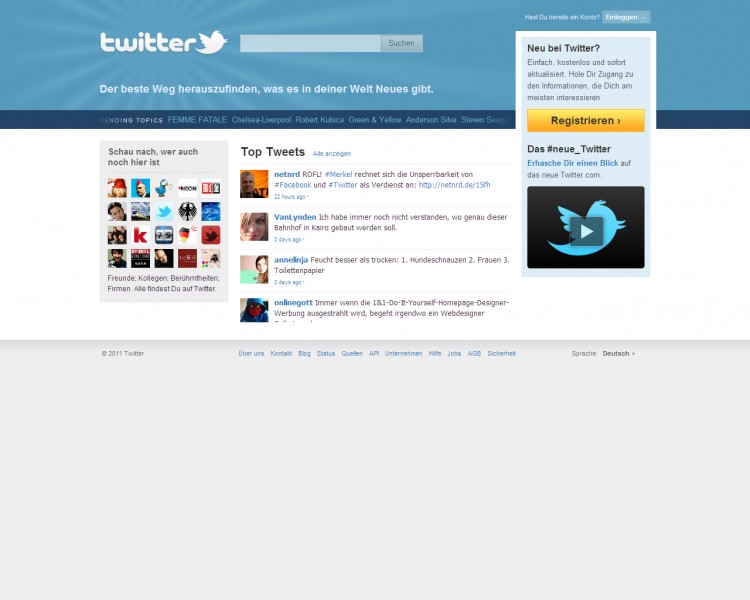 Hast Du bereits ein Konto? Einloggen
twitter
Suchen
Der beste Weg herauszufinden, was es in deiner Welt Neues gibt.
TRENDING TOPICS FEMME FATALE Chelsea-Liverpool Robert Kubica Green & Yellow Anderson Silva Steven Seagal
Neu bei Twitter?
Einfach, kostenlos und sofort
aktualisiert. Hole Dir Zugang zu
den Informationen, die Dich am
meisten interessieren
Registrieren ›
Das #neue_Twitter
Erhasche Dir einen Blick auf
das neue Twitter.com.
Schau nach, wer auch
noch hier ist
NEON
Freunde; Kollegen; Berühmtheiten;
Firmen. Alle findest Du auf Twitter.
Top Tweets Alle anzeigen
netnrd ROFL! #Merkel rechnet sich die Unsperrbarkeit von
#Facebook und #Twitter als Verdienst an: http://netnrd.de/15fh
22 hours ago
VanLynden Ich habe immer noch nicht verstanden, wo genau dieser
Bahnhof in Kairo gebaut werden soll.
2 days ago
annelinja Feucht besser als trocken: 1. Hundeschnauzen 2. Frauen 3.
Toilettenpapier
2 days ago
onlinegott Immer wenn die 1&1-Do-It-Yourself-Homepage-Designer-
Werbung ausgestrahlt wird, begeht irgendwo ein Webdesigner
© 2011 Twitter
Über uns Kontakt Blog Status Quellen API Unternehmen Hilfe Jobs AGB Sicherheit
Sprache: Deutsch